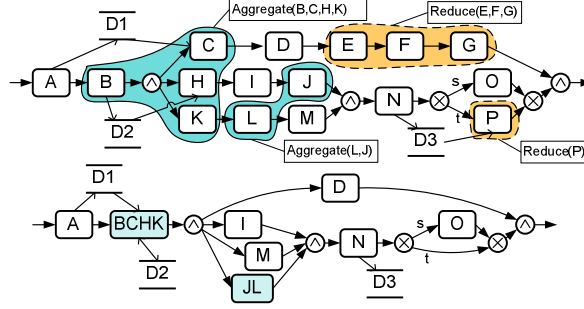 D1
Aggregate(B,C,H,K)
Reduce(E,F,G)
C D E F G
A B ∧ H I J s O ∧
∧ N ⊗ ⊗
D2 K L M t P
D3
Aggregate(L,J)
Reduce(P)
D1
D
A BCHK ∧ I s O ∧
M ∧ N ⊗ t ⊗
D2 JL D3